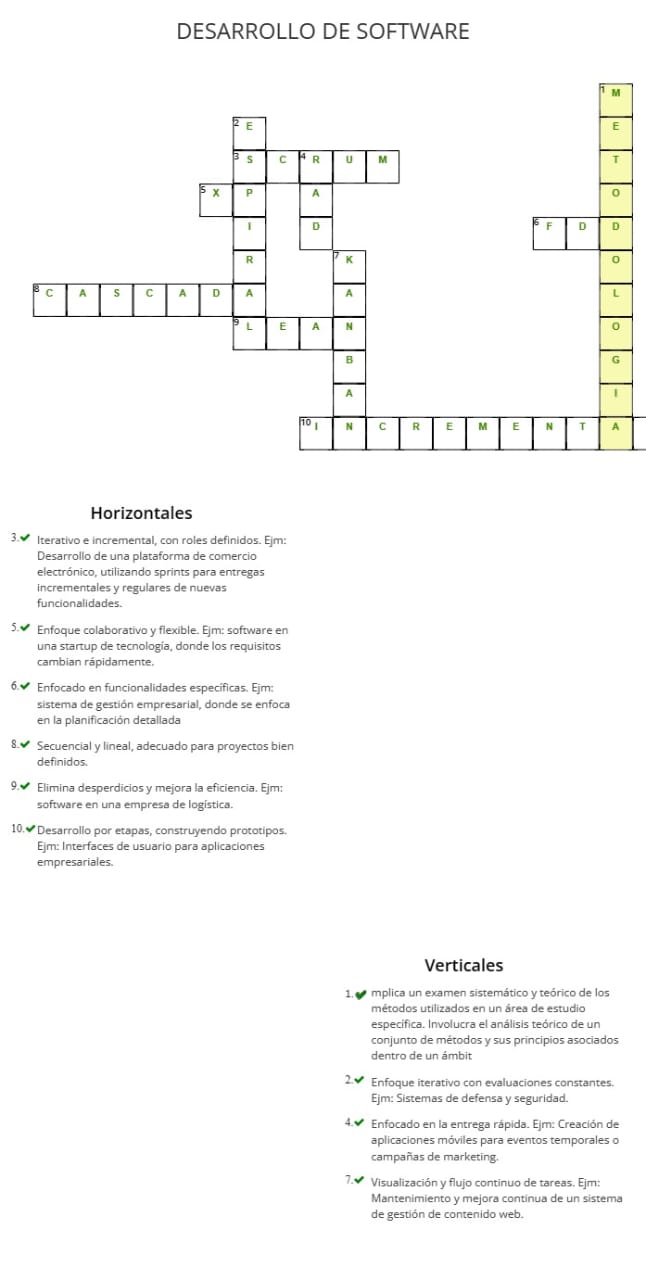 DESARROLLO DE SOFTWARE
1 M
2 E E
3 S C 4 R U M T
5 X P A O
I D 6 F D D
R 7 K O
8 C A S C A D A A L
9 L E A N O
B G
A I
10 I N C R E M E N T A
Horizontales
3. Iterativo e incremental, con roles definidos. Ejm:
Desarrollo de una plataforma de comercio
electrónico, utilizando sprints para entregas
incrementales y regulares de nuevas
funcionalidades.
5. Enfoque colaborativo y flexible. Ejm: software en
una startup de tecnología, donde los requisitos
cambian rápidamente.
6. Enfocado en funcionalidades específicas. Ejm:
sistema de gestión empresarial, donde se enfoca
en la planificación detallada
8. Secuencial y lineal, adecuado para proyectos bien
definidos.
9. Elimina desperdicios y mejora la eficiencia. Ejm:
software en una empresa de logística.
10. Desarrollo por etapas, construyendo prototipos.
Ejm: Interfaces de usuario para aplicaciones
empresariales.
Verticales
1. mplica un examen sistemático y teórico de los
métodos utilizados en un área de estudio
específica. Involucra el análisis teórico de un
conjunto de métodos y sus principios asociados
dentro de un ámbit
2. Enfoque iterativo con evaluaciones constantes.
Ejm: Sistemas de defensa y seguridad.
4. Enfocado en la entrega rápida. Ejm: Creación de
aplicaciones móviles para eventos temporales o
campañas de marketing.
7. Visualización y flujo continuo de tareas. Ejm:
Mantenimiento y mejora continua de un sistema
de gestión de contenido web.